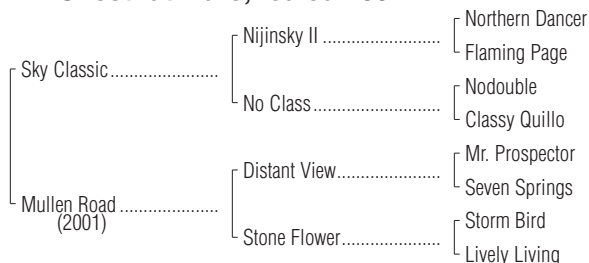 Northern Dancer
Nijinsky II
Flaming Page
Sky Classic
Nodouble
No Class
Classy Quillo
Mr. Prospector
Distant View
Seven Springs
Mullen Road
(2001)
Storm Bird
Stone Flower
Lively Living